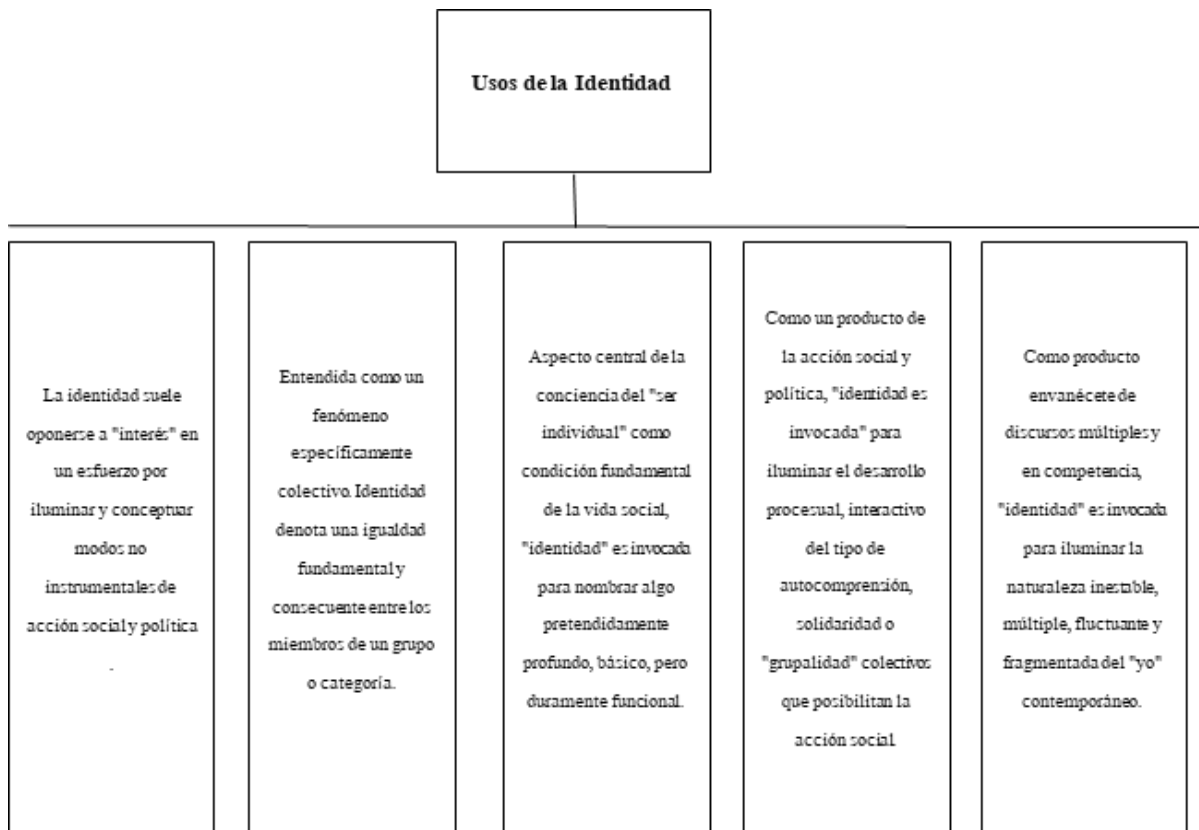 Usos de la Identidad
La identidad suele
oponerse a "interés" en
un esfuerzo por
iluminar y conceptuar
modos no
instrumentales de
acción social y política
.
Entendida como un
fenómeno
específicamente
colectivo. Identidad
denota una igualdad
fundamental y
consecuente entre los
miembros de un grupo
o categoría.
Aspecto central de la
conciencia del "ser
individual" como
condición fundamental
de la vida social,
"identidad" es invocada
para nombrar algo
pretendidamente
profundo, básico, pero
duramente funcional.
Como un producto de
la acción social y
política, "identidad es
invocada" para
iluminar el desarrollo
procesual, interactivo
del tipo de
autocomprensión,
solidaridad o
"grupalidad" colectivos
que posibilitan la
acción social.
Como producto
envanécete de
discursos múltiples y
en competencia,
"identidad" es invocada
para iluminar la
naturaleza inestable,
múltiple, fluctuante y
fragmentada del "yo"
contemporáneo.